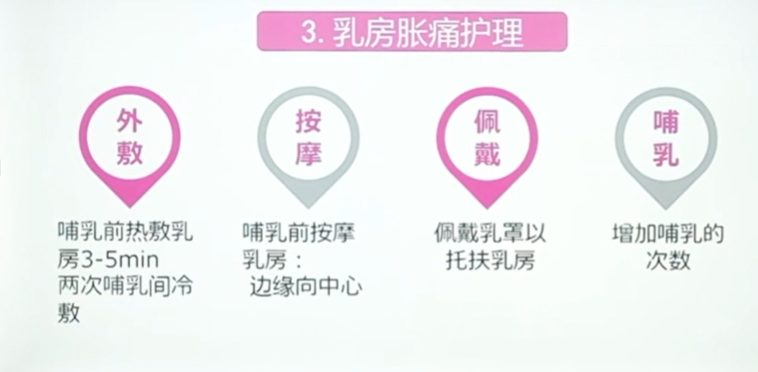 3. 乳房胀痛护理
外敷
哺乳前热敷乳
房3-5min
两次哺乳间冷
敷
按摩
哺乳前按摩
乳房：
边缘向中心
佩戴
佩戴乳罩以
托扶乳房
哺乳
增加哺乳的
次数